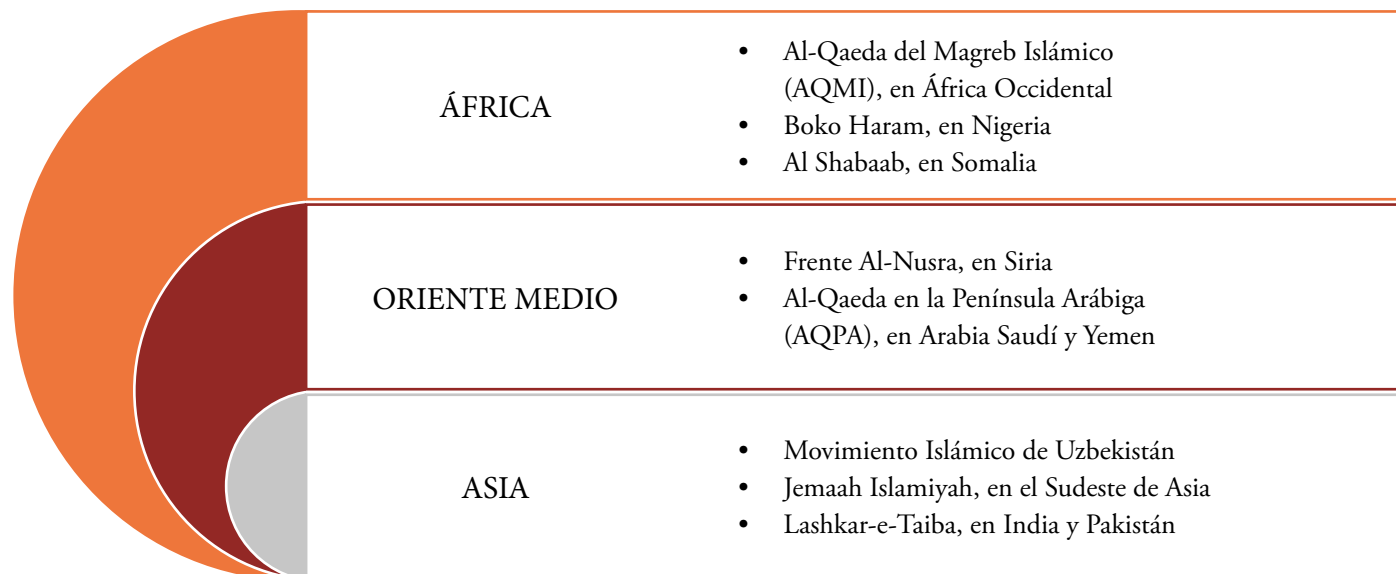 ÁFRICA
• Al-Qaeda del Magreb Islámico
(AQMI), en África Occidental
• Boko Haram, en Nigeria
• Al Shabaab, en Somalia
ORIENTE MEDIO
• Frente Al-Nusra, en Siria
• Al-Qaeda en la Península Arábiga
(AQPA), en Arabia Saudí y Yemen
ASIA
• Movimiento Islámico de Uzbekistán
• Jemaah Islamiyah, en el Sudeste de Asia
• Lashkar-e-Taiba, en India y Pakistán